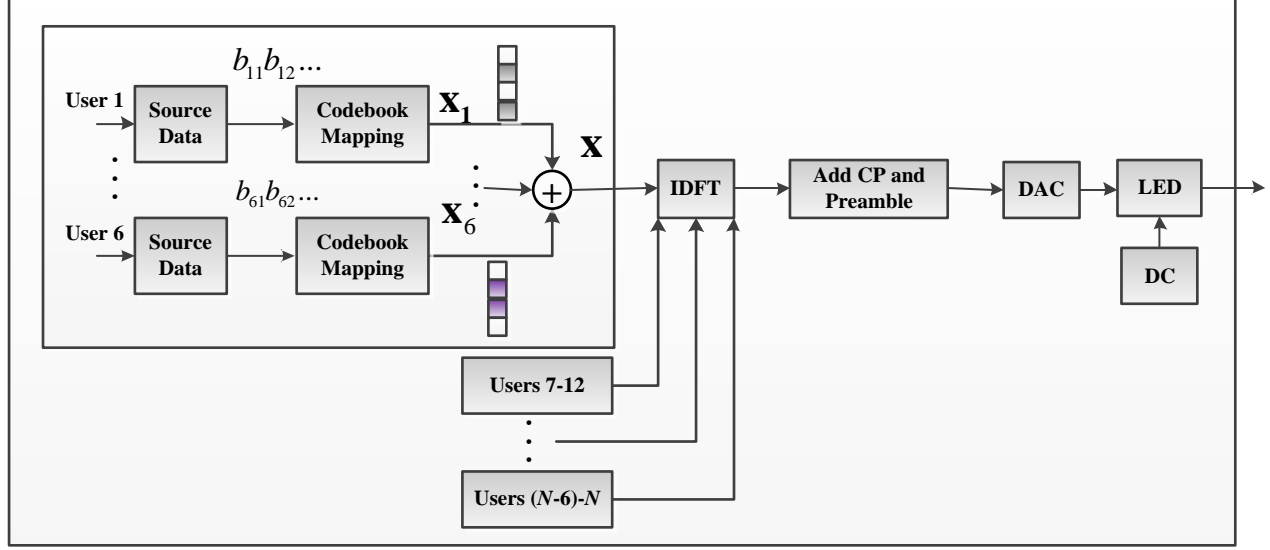 b₁₁b₁₂...
User 1
Source
Data
Codebook
Mapping
x₁
x
b₆₁b₆₂...
x₆
User 6
Source
Data
Codebook
Mapping
+
IDFT
Add CP and
Preamble
DAC
LED
DC
Users 7-12
Users (N-6)-N